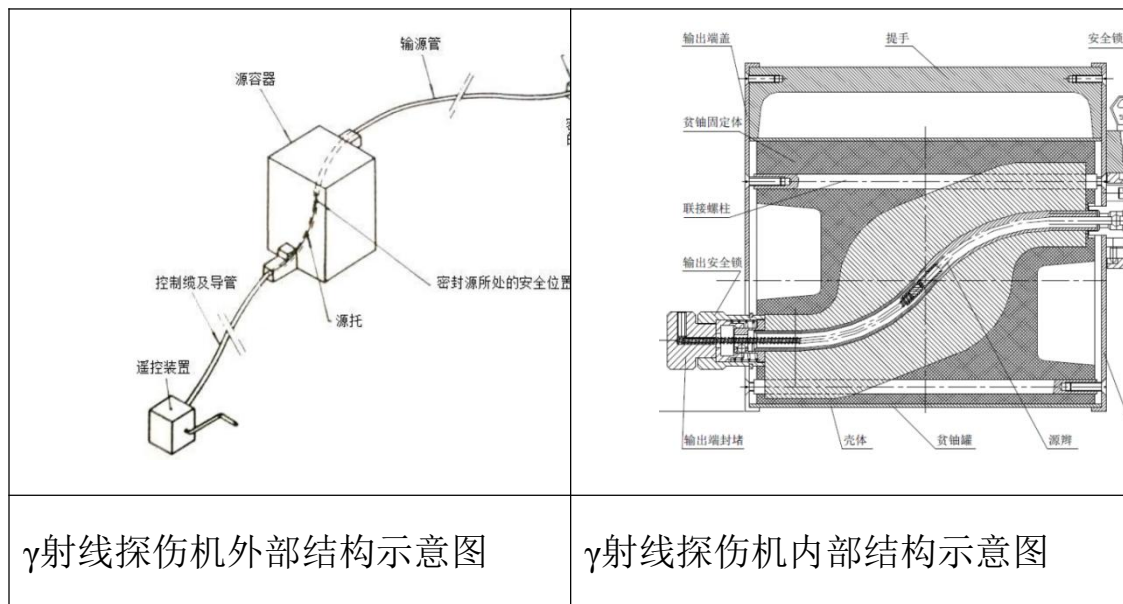 输源管
源容器
控制缆及导管
密封源所处的安全位置
源托
遥控装置
输出端盖
提手
安全锁
贫铀固定体
联接螺柱
输出安全锁
输出端封堵
壳体
贫铀罐
源辫
γ射线探伤机外部结构示意图
γ射线探伤机内部结构示意图